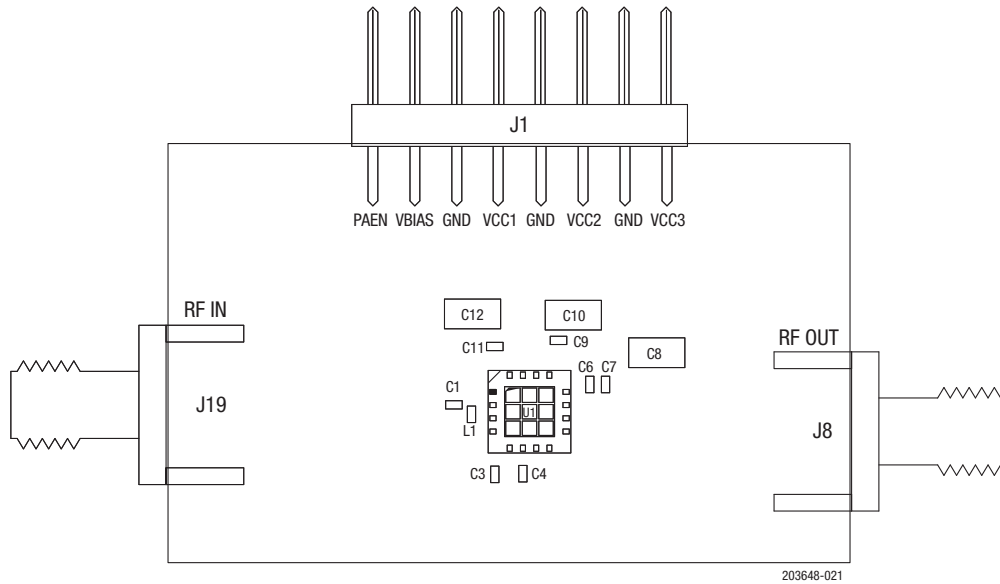 J1
PAEN VBIAS GND VCC1 GND VCC2 GND VCC3
RF IN
C12
C10
C11
C9
C8
RF OUT
C6 C7
C1
J19
L1
U1
J8
C3
C4
203648-021